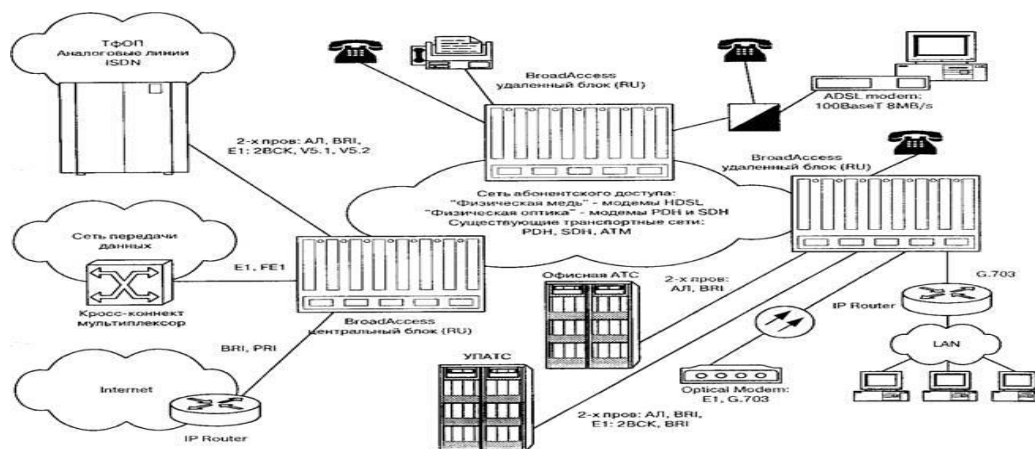 ТфОП
Аналоговые линии
ISDN
BroadAccess
удаленный блок (RU)
ADSL modem:
100BaseT 8MB/s
2-х пров: АЛ, BRI,
E1: 2ВСК, V5.1, V5.2
BroadAccess
удаленный блок (RU)
Сеть абонентского доступа:
"Физическая медь" - модемы HDSL
"Физическая оптика" - модемы PDH и SDH
Существующие транспортные сети:
PDH, SDH, ATM
Сеть передачи
данных
E1, FE1
Кросс-коннект
мультиплексор
BroadAccess
центральный блок (RU)
Офисная АТС
2-х пров:
АЛ, BRI
G.703
IP Router
LAN
BRI, PRI
Internet
IP Router
УПАТС
Optical Modem:
E1, G.703
2-х пров: АЛ, BRI,
E1: 2ВСК, BRI